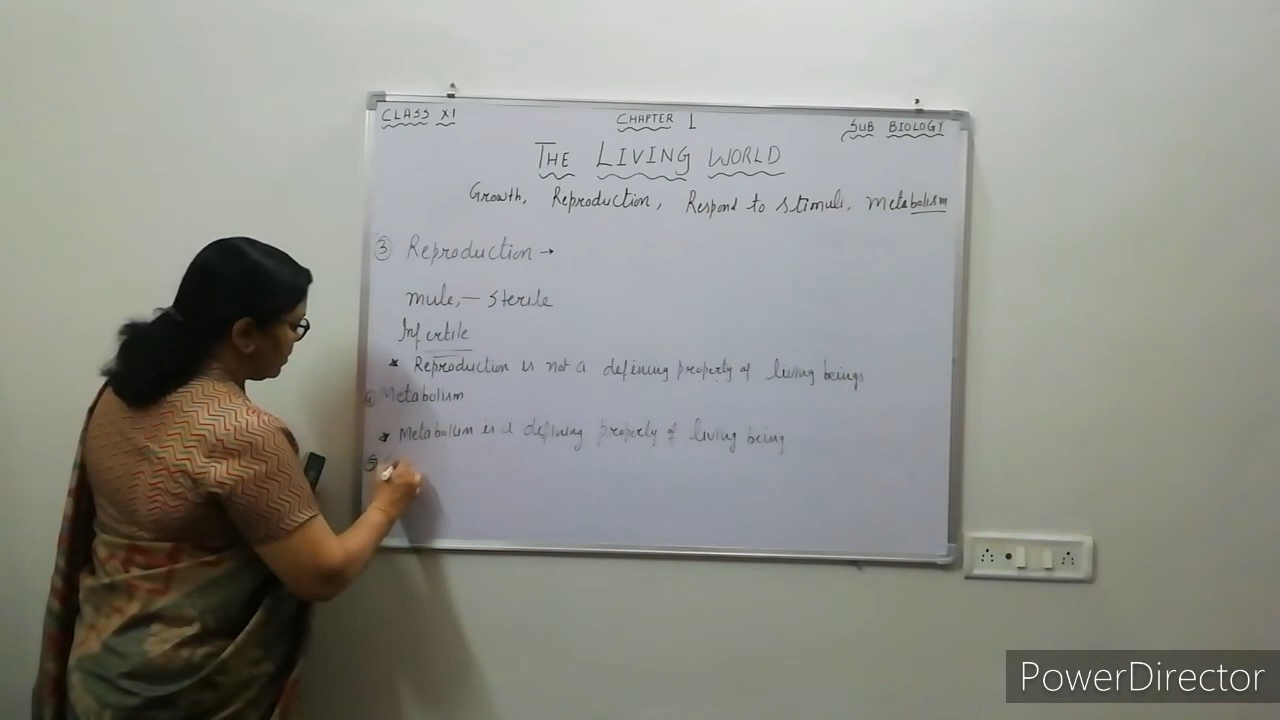 CLASS XI CHAPTER 1 SUB BIOLOGY
THE LIVING WORLD
Growth, Reproduction, Respond to stimuli, Metabolism
③ Reproduction →
Mule, — Sterile
Infertile
* Reproduction is not a defining property of living beings
④ Metabolism
* Metabolism is a defining property of living being
⑤
PowerDirector